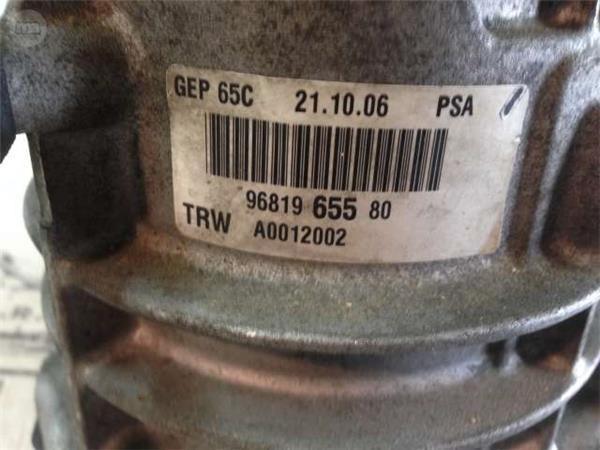 GEP 65C 21.10.06 PSA
96819 655 80
TRW A0012002